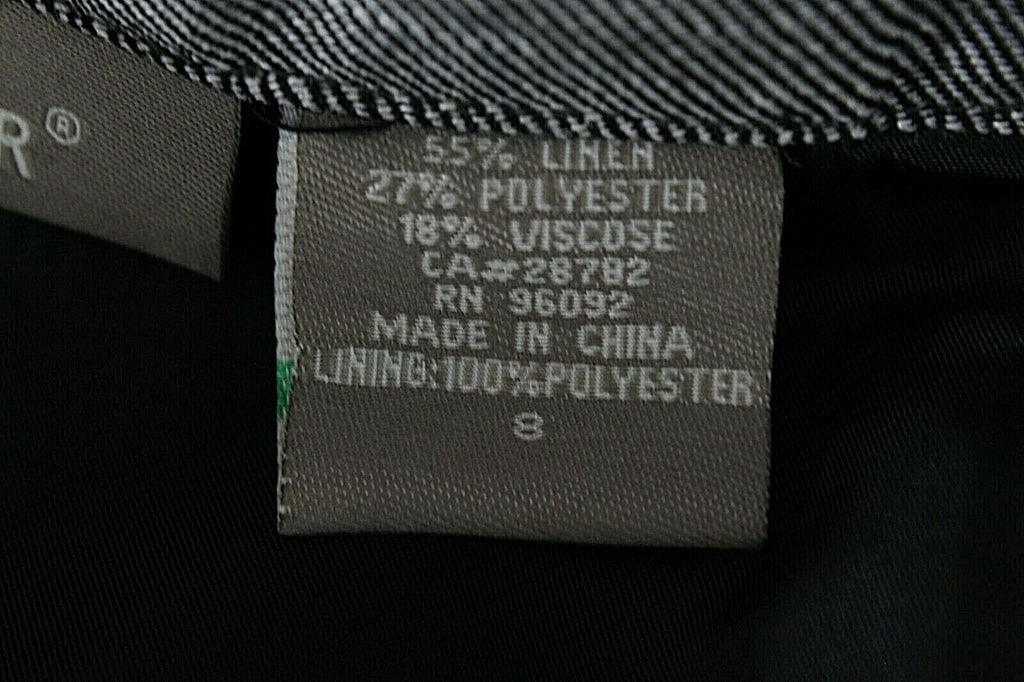 R®
55% LINEN
27% POLYESTER
18% VISCOSE
CA#28782
RN 96092
MADE IN CHINA
LINING:100%POLYESTER
8